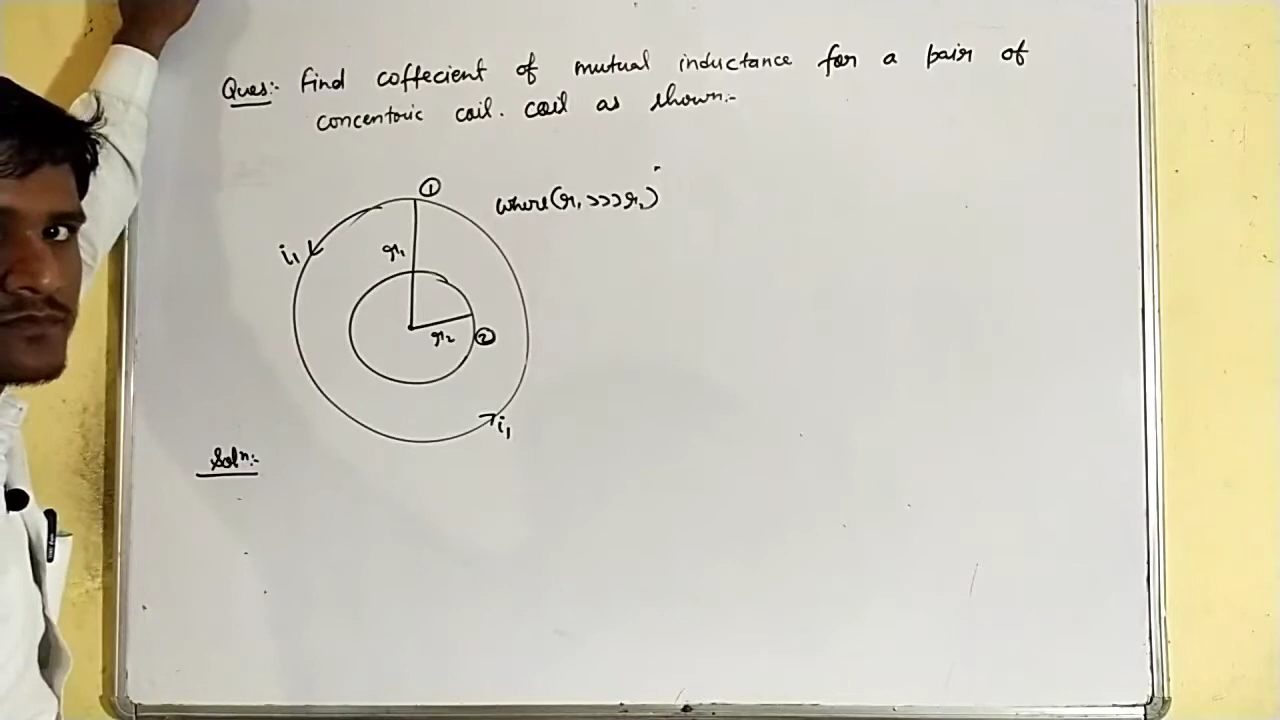 Ques:- Find coffecient of mutual inductance for a pair of
concentric coil. coil as shown:-
①
where(r₁ >>> r₂)
i₁
r₁
r₂ ②
i₁
Solⁿ:-